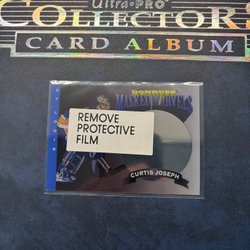 Ultra·PRO
COLLECTOR
CARD ALBUM
DONRUSS
MASKED MARVELS
REMOVE
PROTECTIVE
FILM
CURTIS JOSEPH